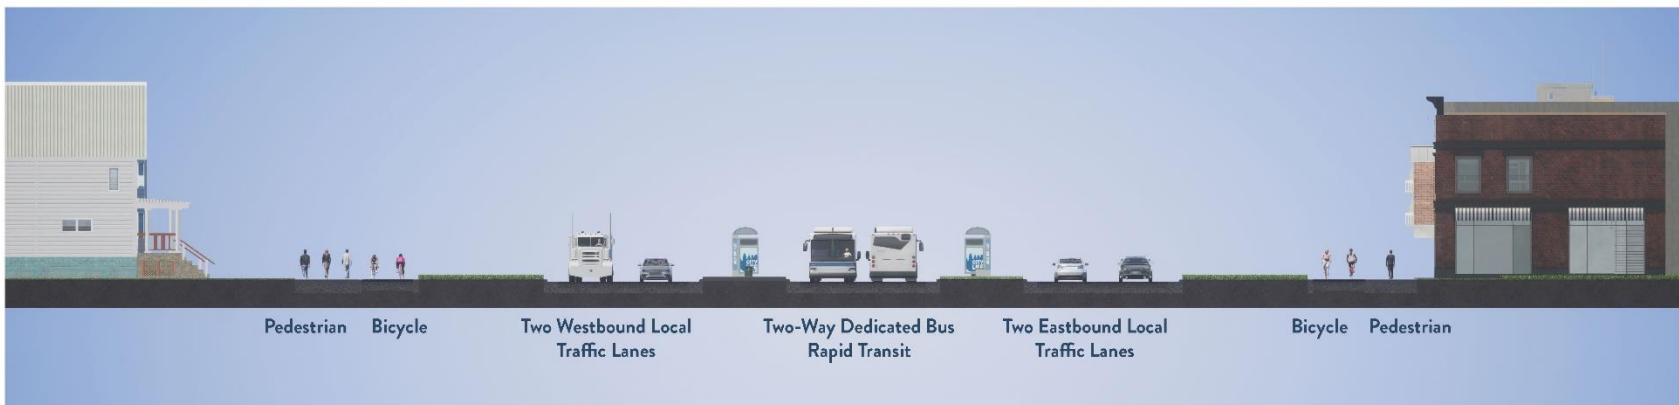 Pedestrian
Bicycle
Two Westbound Local
Traffic Lanes
Two-Way Dedicated Bus
Rapid Transit
Two Eastbound Local
Traffic Lanes
Bicycle
Pedestrian